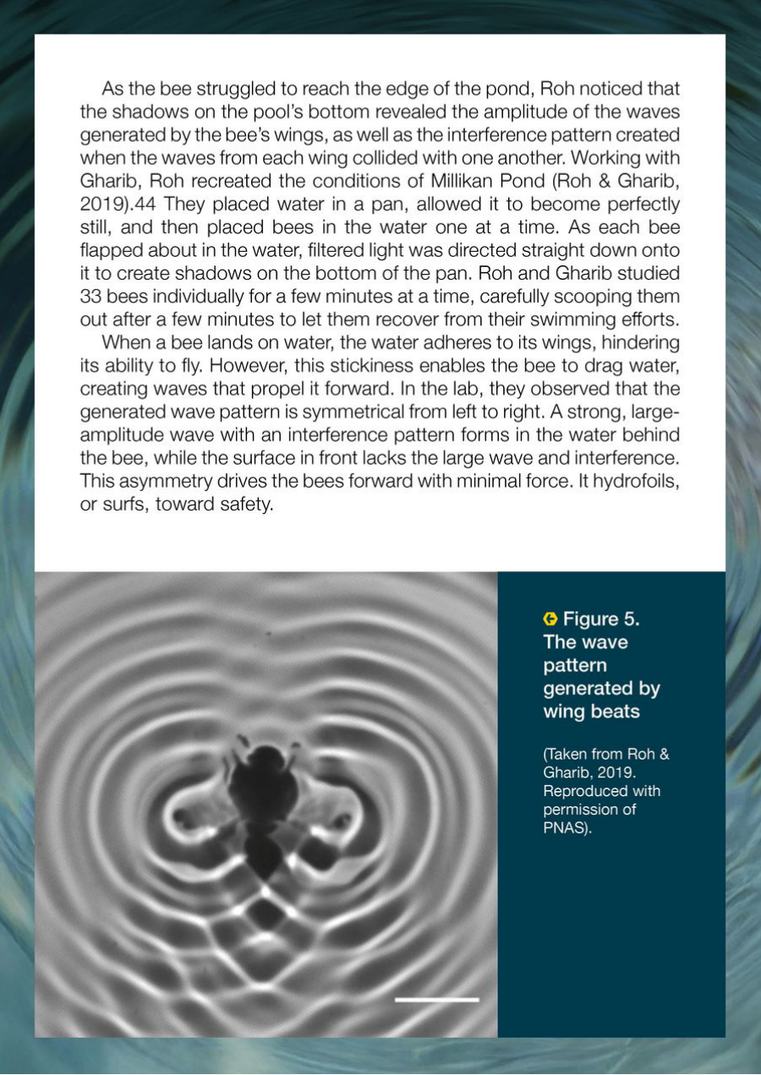 As the bee struggled to reach the edge of the pond, Roh noticed that
the shadows on the pool's bottom revealed the amplitude of the waves
generated by the bee's wings, as well as the interference pattern created
when the waves from each wing collided with one another. Working with
Gharib, Roh recreated the conditions of Millikan Pond (Roh & Gharib,
2019).44 They placed water in a pan, allowed it to become perfectly
still, and then placed bees in the water one at a time. As each bee
flapped about in the water, filtered light was directed straight down onto
it to create shadows on the bottom of the pan. Roh and Gharib studied
33 bees individually for a few minutes at a time, carefully scooping them
out after a few minutes to let them recover from their swimming efforts.
When a bee lands on water, the water adheres to its wings, hindering
its ability to fly. However, this stickiness enables the bee to drag water,
creating waves that propel it forward. In the lab, they observed that the
generated wave pattern is symmetrical from left to right. A strong, large-
amplitude wave with an interference pattern forms in the water behind
the bee, while the surface in front lacks the large wave and interference.
This asymmetry drives the bees forward with minimal force. It hydrofoils,
or surfs, toward safety.
Figure 5.
The wave
pattern
generated by
wing beats
(Taken from Roh &
Gharib, 2019.
Reproduced with
permission of
PNAS).